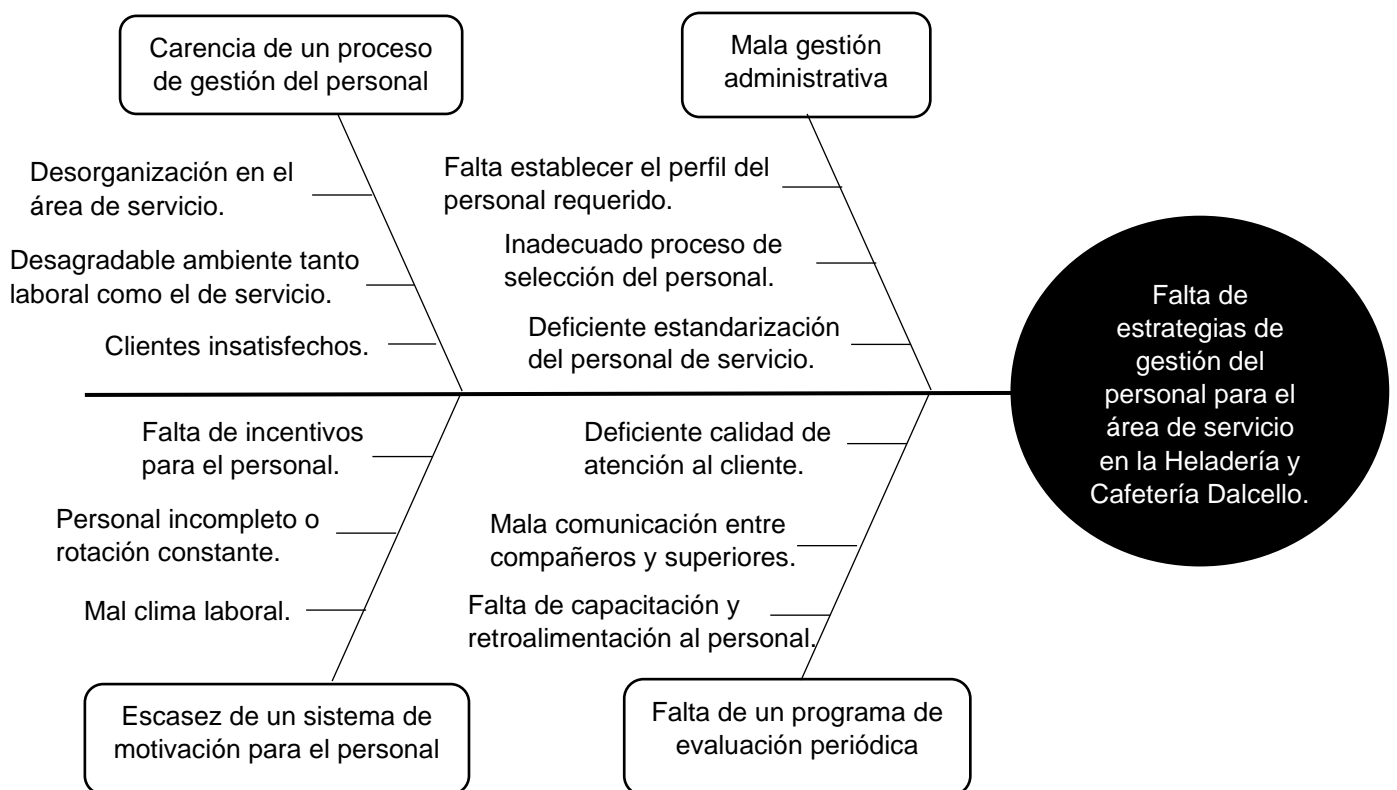 Carencia de un proceso
de gestión del personal
Mala gestión
administrativa
Desorganización en el
área de servicio.
Desagradable ambiente tanto
laboral como el de servicio.
Clientes insatisfechos.
Falta establecer el perfil del
personal requerido.
Inadecuado proceso de
selección del personal.
Deficiente estandarización
del personal de servicio.
Falta de
estrategias de
gestión del
personal para el
área de servicio
en la Heladería y
Cafetería Dalcello.
Falta de incentivos
para el personal.
Personal incompleto o
rotación constante.
Mal clima laboral.
Deficiente calidad de
atención al cliente.
Mala comunicación entre
compañeros y superiores.
Falta de capacitación y
retroalimentación al personal.
Escasez de un sistema de
motivación para el personal
Falta de un programa de
evaluación periódica